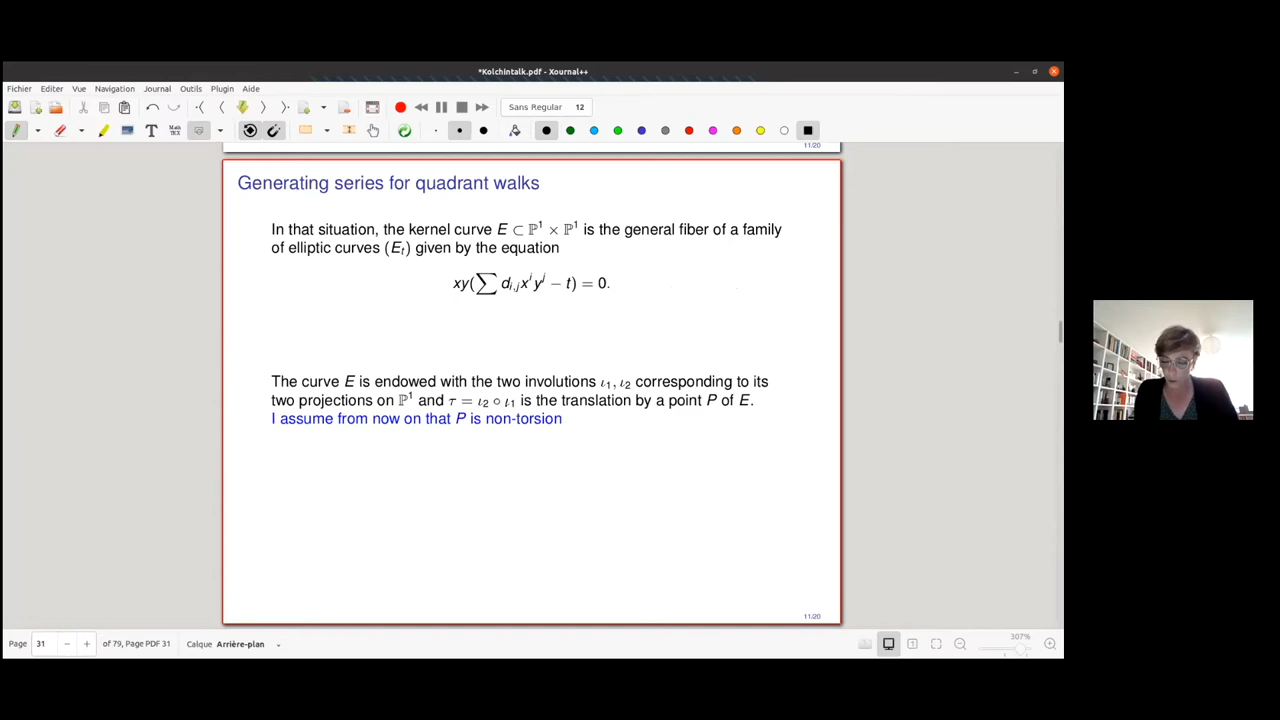 *Kolchintalk.pdf - Xournal++
Fichier Editer Vue Navigation Journal Outils Plugin Aide
Sans Regular 12
11/20
Generating series for quadrant walks
In that situation, the kernel curve E ⊂ ℙ¹ × ℙ¹ is the general fiber of a family
of elliptic curves (Eₜ) given by the equation
xy(∑ d_{i,j}x^i y^j − t) = 0.
The curve E is endowed with the two involutions ι₁, ι₂ corresponding to its
two projections on ℙ¹ and τ = ι₂ ∘ ι₁ is the translation by a point P of E.
I assume from now on that P is non-torsion
11/20
Page 31 of 79, Page PDF 31 Calque Arrière-plan 307%